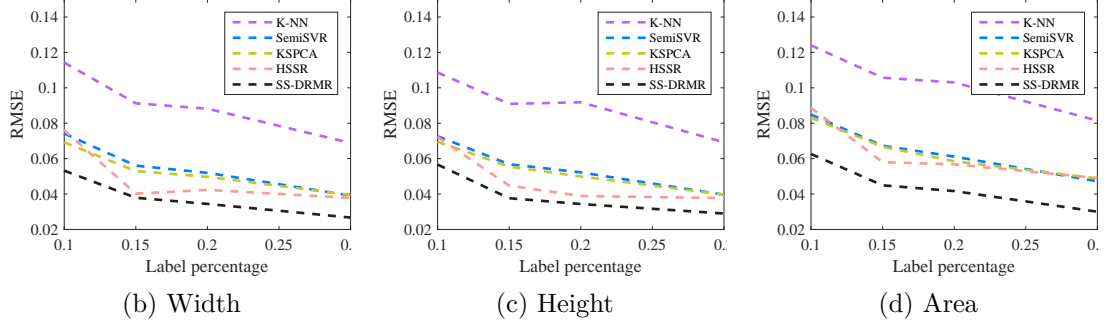 0.14
0.12
0.1
0.08
0.06
0.04
0.02
RMSE
K-NN
SemiSVR
KSPCA
HSSR
SS-DRMR
0.1 0.15 0.2 0.25 0.
Label percentage
(b) Width
0.14
0.12
0.1
0.08
0.06
0.04
0.02
RMSE
K-NN
SemiSVR
KSPCA
HSSR
SS-DRMR
0.1 0.15 0.2 0.25 0.
Label percentage
(c) Height
0.14
0.12
0.1
0.08
0.06
0.04
0.02
RMSE
K-NN
SemiSVR
KSPCA
HSSR
SS-DRMR
0.1 0.15 0.2 0.25 0.
Label percentage
(d) Area